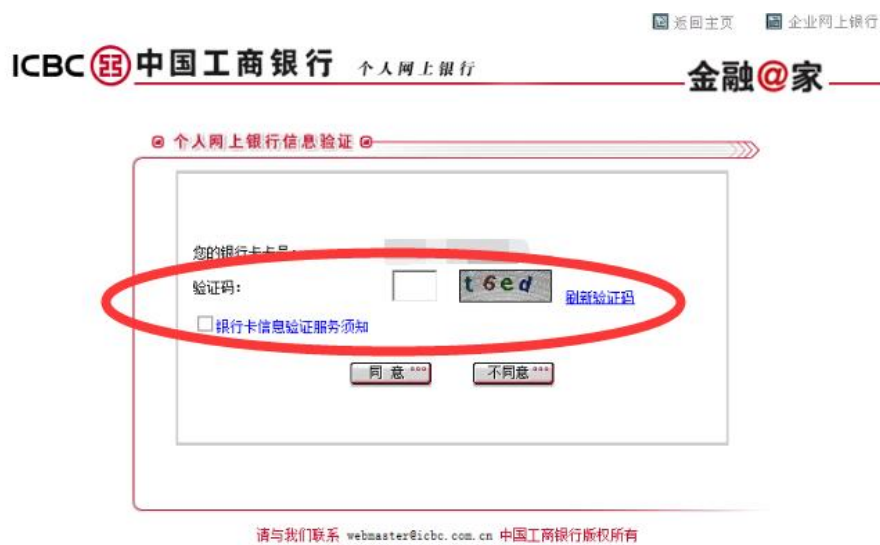 返回主页 企业网上银行
ICBC 中国工商银行 个人网上银行
金融@家
个人网上银行信息验证
您的银行卡卡号:
验证码: t6ed 刷新验证码
银行卡信息验证服务须知
同 意 不同意
请与我们联系 webmaster@icbc.com.cn 中国工商银行版权所有